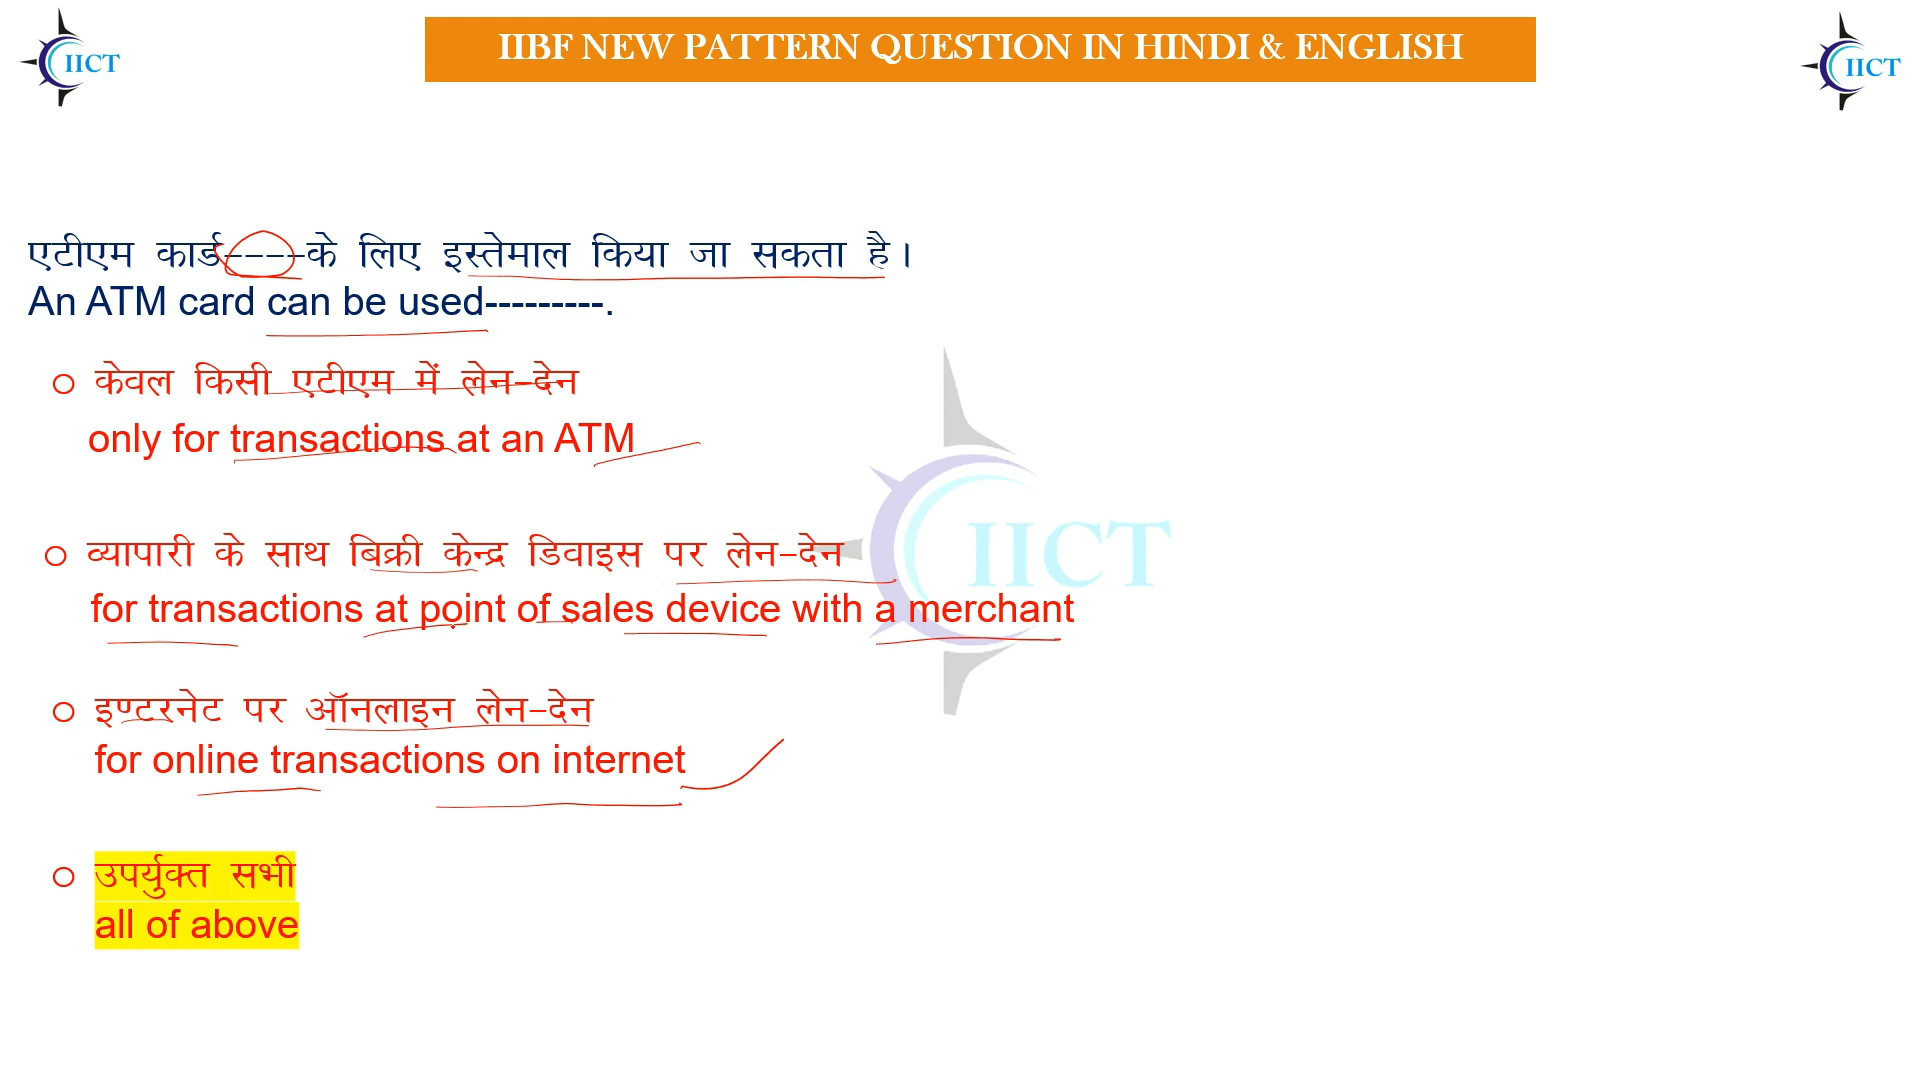 IICT
IIBF NEW PATTERN QUESTION IN HINDI & ENGLISH
IICT
एटीएम कार्ड-----के लिए इस्तेमाल किया जा सकता है।
An ATM card can be used---------.
केवल किसी एटीएम में लेन-देन
only for transactions at an ATM
व्यापारी के साथ बिक्री केन्द्र डिवाइस पर लेन-देन
for transactions at point of sales device with a merchant
इण्टरनेट पर ऑनलाइन लेन-देन
for online transactions on internet
उपर्युक्त सभी
all of above
IICT